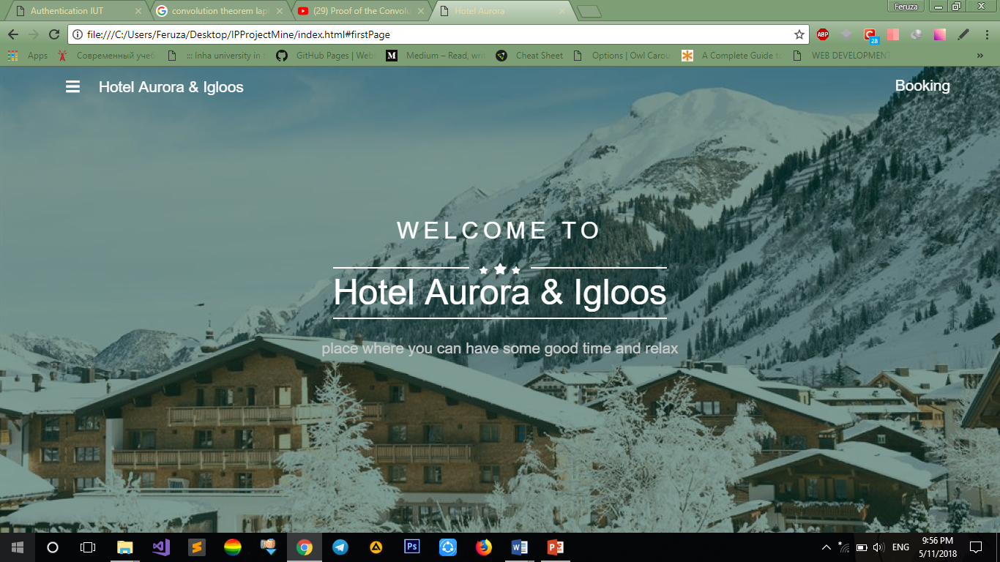 Authentication IUT
convolution theorem lapl
(29) Proof of the Convolu
Hotel Aurora
Feruza
file:///C:/Users/Feruza/Desktop/IPProjectMine/index.html#firstPage
ABP
28
Apps
Современный учеб
::: Inha university in t
GitHub Pages | Webs
Medium – Read, writ
Cheat Sheet
Options | Owl Carou
A Complete Guide to
WEB DEVELOPMENT
Hotel Aurora & Igloos
Booking
WELCOME TO
Hotel Aurora & Igloos
place where you can have some good time and relax
ENG
9:56 PM
5/11/2018